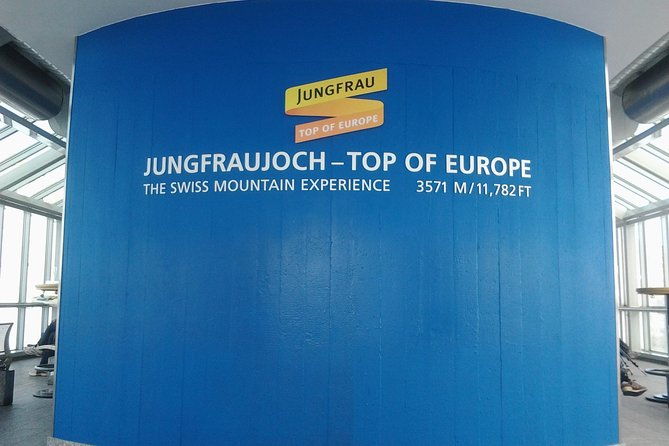 JUNGFRAU
TOP OF EUROPE
JUNGFRAUJOCH – TOP OF EUROPE
THE SWISS MOUNTAIN EXPERIENCE 3571 M/11,782 FT